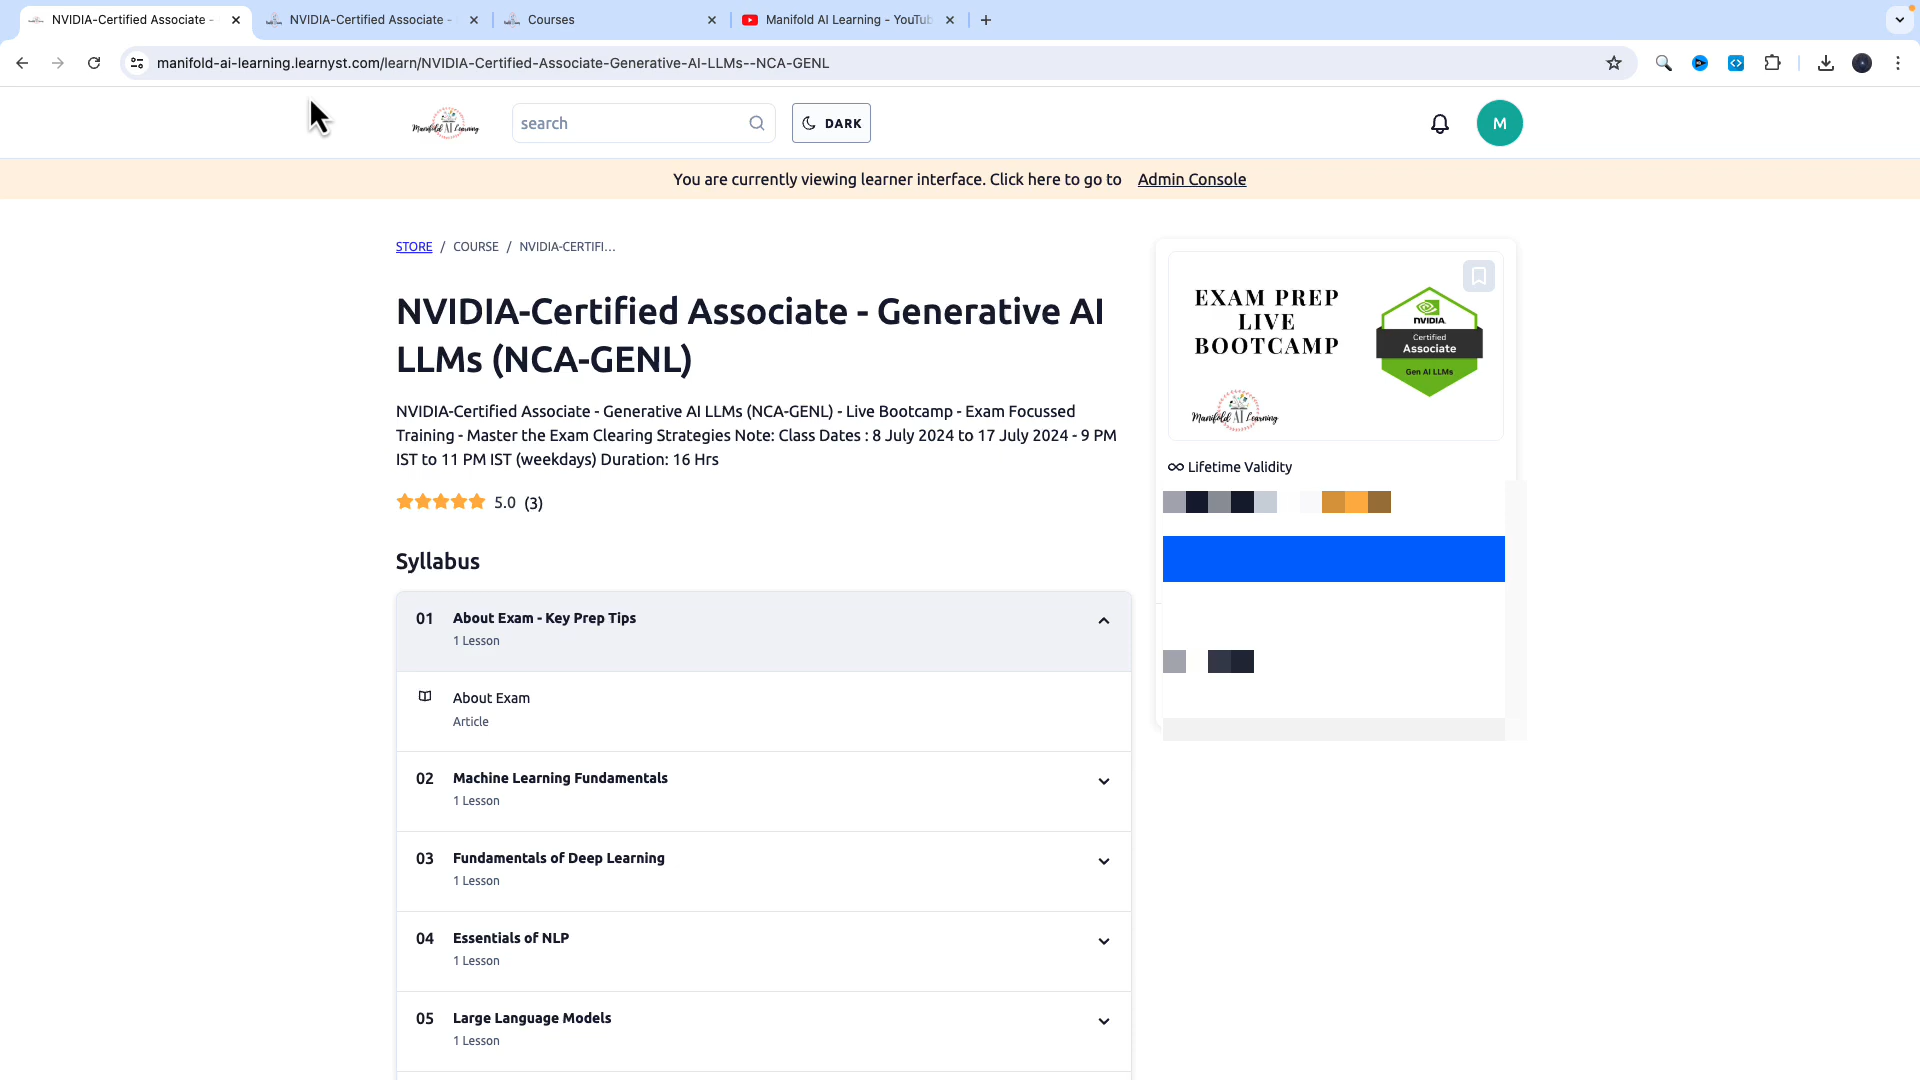 NVIDIA-Certified Associate -
NVIDIA-Certified Associate -
Courses
Manifold AI Learning - YouTub
manifold-ai-learning.learnyst.com/learn/NVIDIA-Certified-Associate-Generative-AI-LLMs--NCA-GENL
Manifold AI Learning
search
DARK
M
You are currently viewing learner interface. Click here to go to Admin Console
STORE / COURSE / NVIDIA-CERTIFI...
NVIDIA-Certified Associate - Generative AI
LLMs (NCA-GENL)
NVIDIA-Certified Associate - Generative AI LLMs (NCA-GENL) - Live Bootcamp - Exam Focussed
Training - Master the Exam Clearing Strategies Note: Class Dates : 8 July 2024 to 17 July 2024 - 9 PM
IST to 11 PM IST (weekdays) Duration: 16 Hrs
5.0 (3)
Syllabus
01 About Exam - Key Prep Tips
1 Lesson
About Exam
Article
02 Machine Learning Fundamentals
1 Lesson
03 Fundamentals of Deep Learning
1 Lesson
04 Essentials of NLP
1 Lesson
05 Large Language Models
1 Lesson
EXAM PREP
LIVE
BOOTCAMP
NVIDIA.
Certified
Associate
Gen AI LLMs
Manifold AI Learning
Lifetime Validity